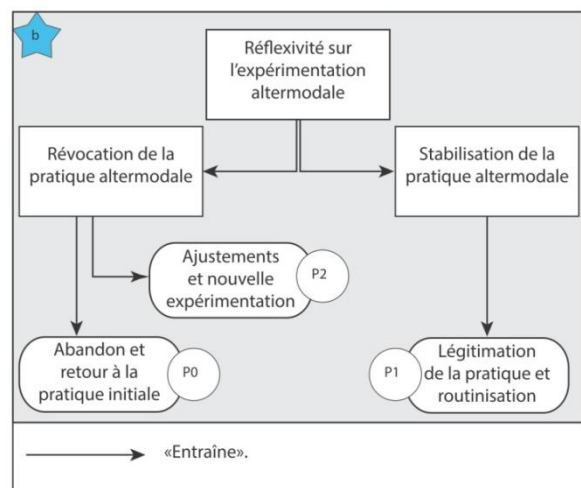 b
Réflexivité sur
l'expérimentation
altermodale
Révocation de la
pratique altermodale
Stabilisation de la
pratique altermodale
Ajustements
et nouvelle
expérimentation
P2
Abandon et
retour à la
pratique initiale
P0
P1
Légitimation
de la pratique et
routinisation
«Entraîne».